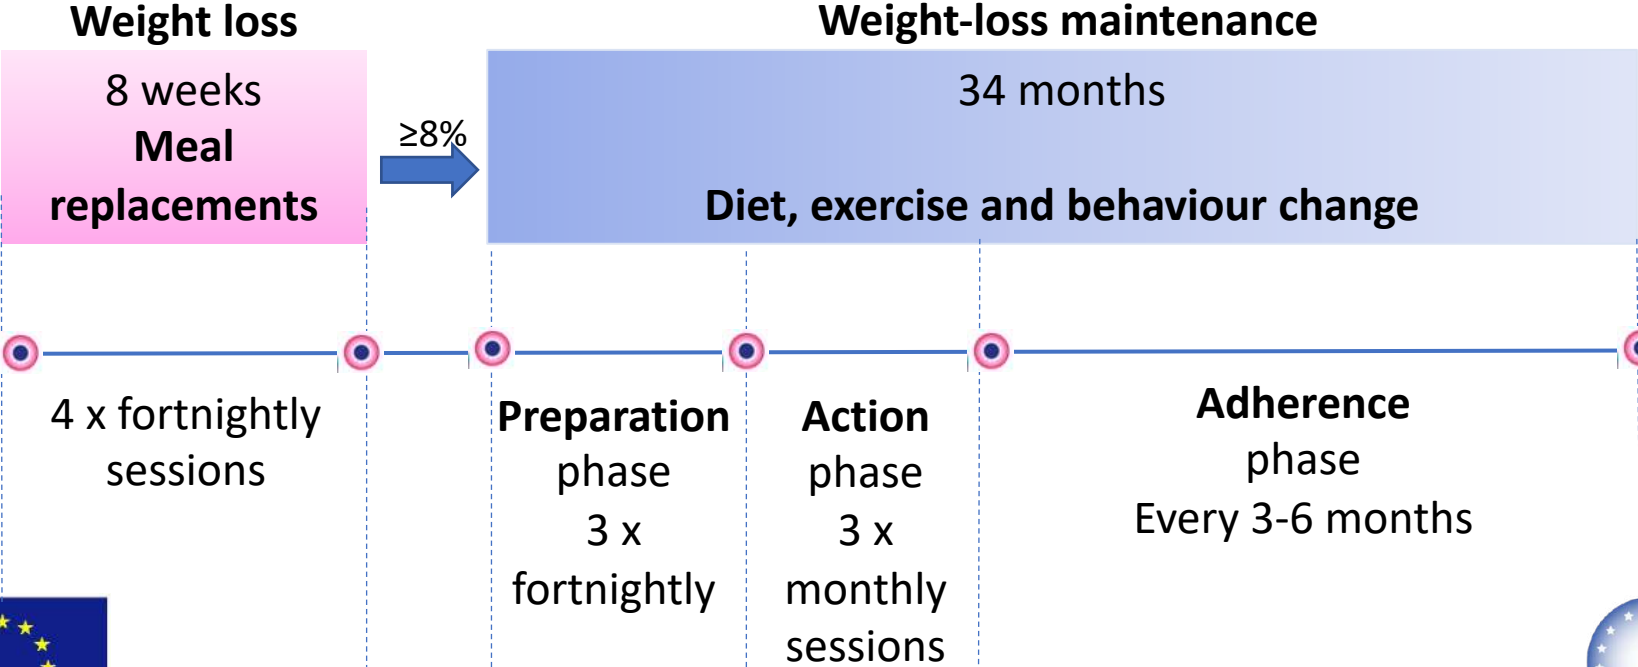 Weight loss
8 weeks
Meal
replacements
≥8%
Weight-loss maintenance
34 months
Diet, exercise and behaviour change
4 x fortnightly
sessions
Preparation
phase
3 x
fortnightly
Action
phase
3 x
monthly
sessions
Adherence
phase
Every 3-6 months